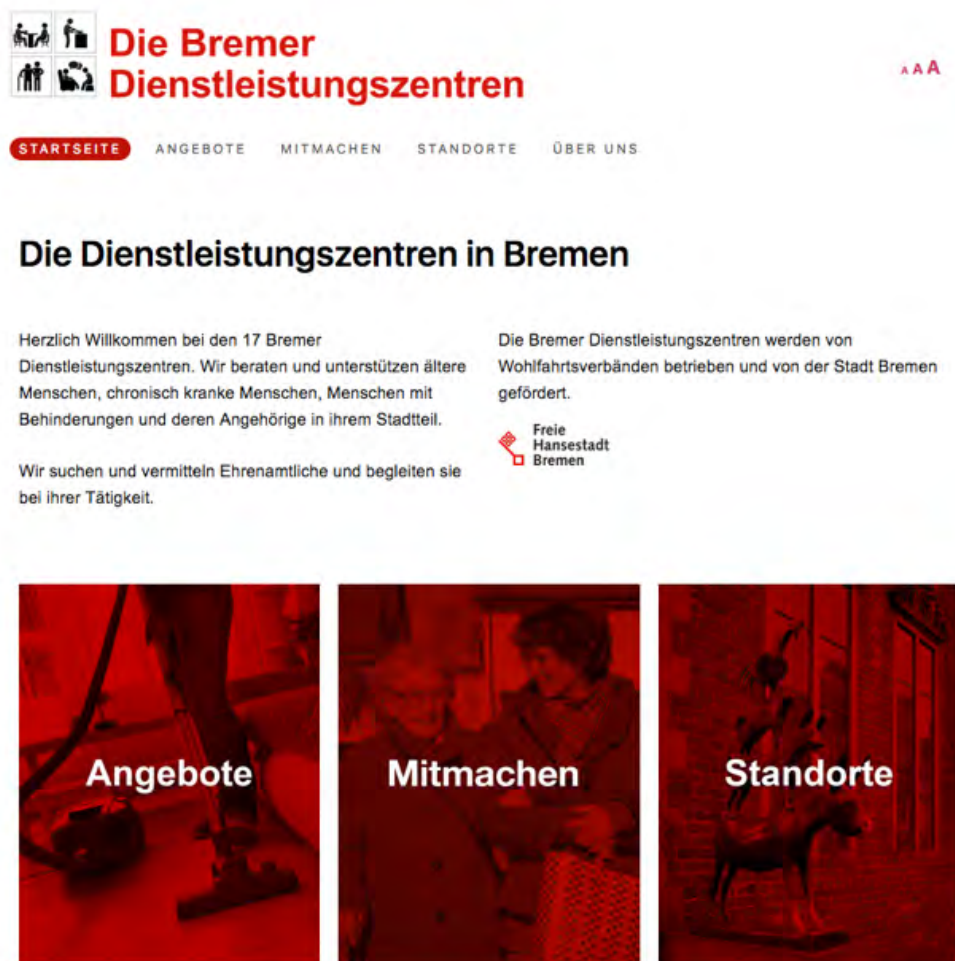 Die Bremer
Dienstleistungszentren
A A A
STARTSEITE ANGEBOTE MITMACHEN STANDORTE ÜBER UNS
Die Dienstleistungszentren in Bremen
Herzlich Willkommen bei den 17 Bremer
Dienstleistungszentren. Wir beraten und unterstützen ältere
Menschen, chronisch kranke Menschen, Menschen mit
Behinderungen und deren Angehörige in ihrem Stadtteil.
Wir suchen und vermitteln Ehrenamtliche und begleiten sie
bei ihrer Tätigkeit.
Die Bremer Dienstleistungszentren werden von
Wohlfahrtsverbänden betrieben und von der Stadt Bremen
gefördert.
Freie
Hansestadt
Bremen
Angebote
Mitmachen
Standorte